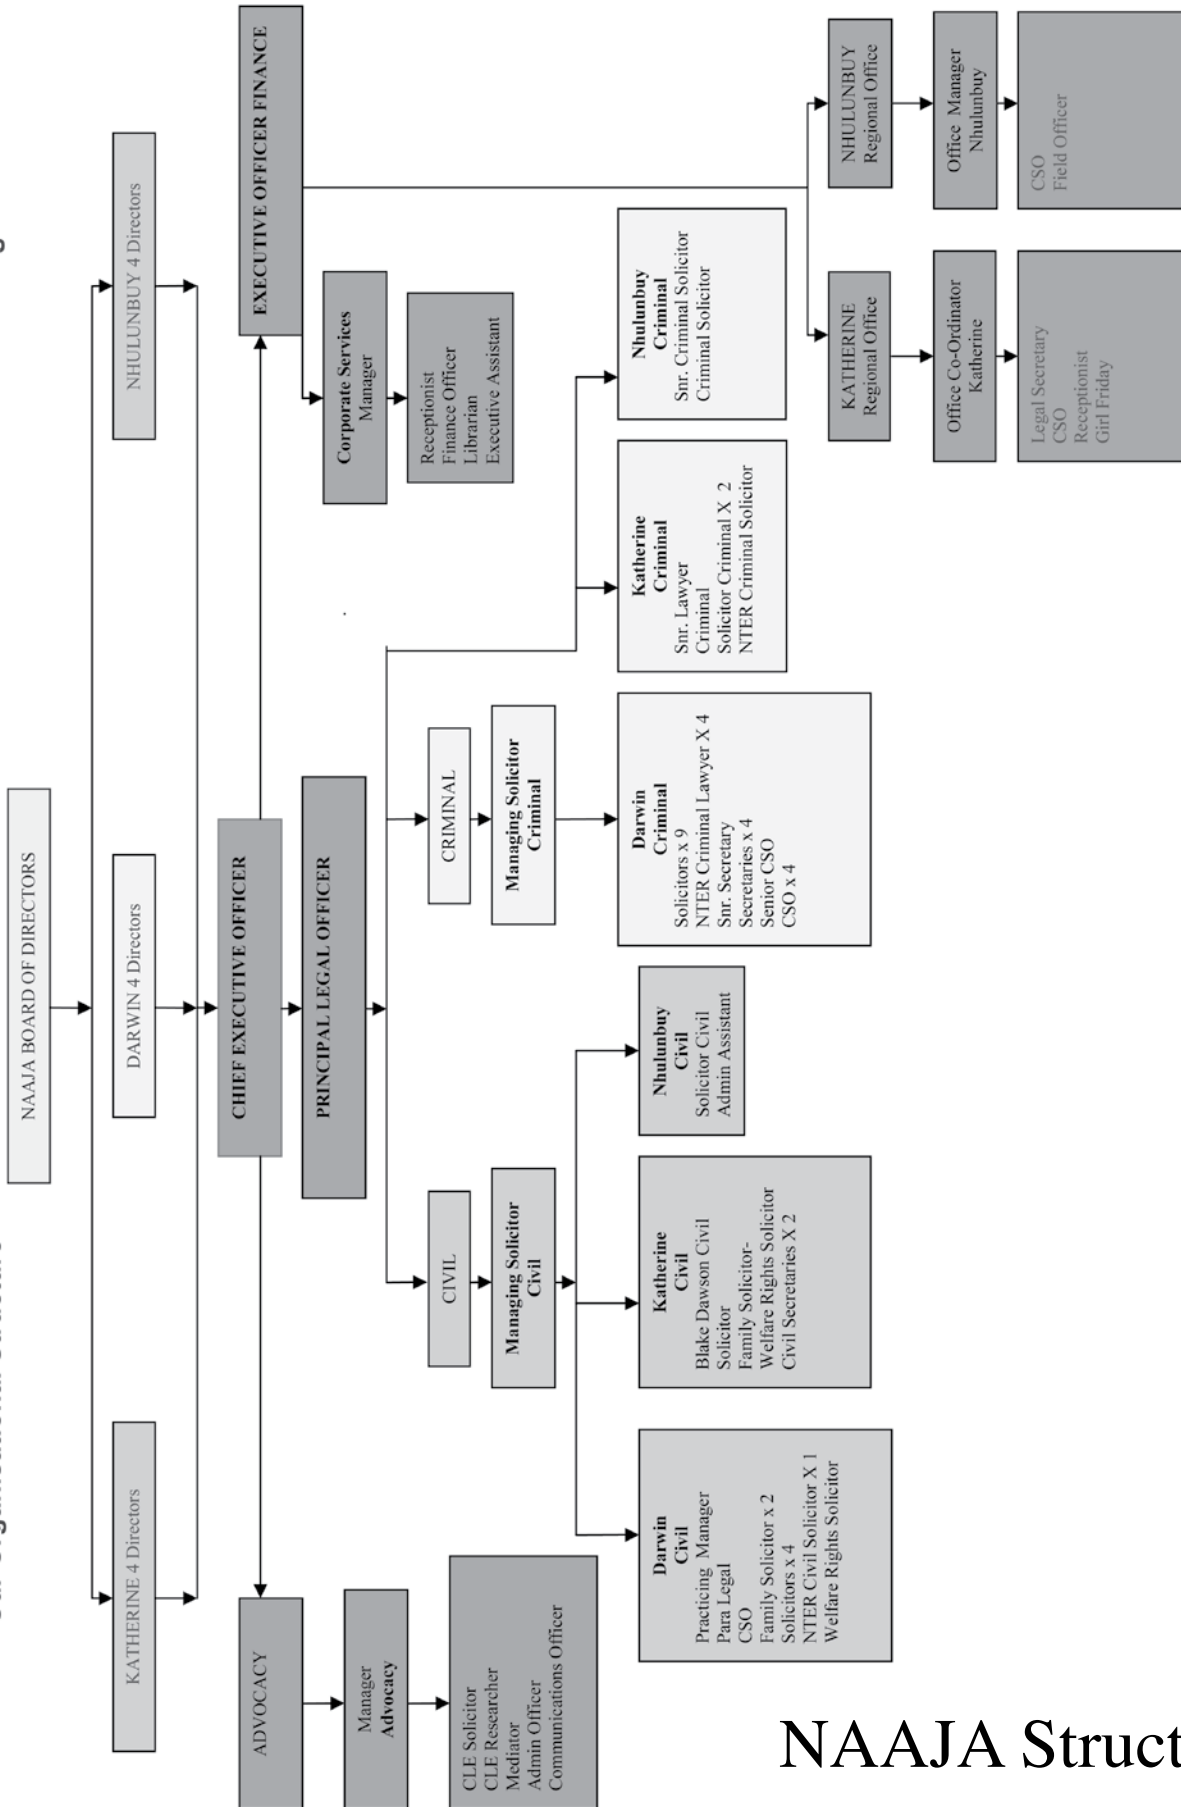 NAAJA BOARD OF DIRECTORS
KATHERINE 4 Directors
DARWIN 4 Directors
NHULUNBUY 4 Directors
CHIEF EXECUTIVE OFFICER
ADVOCACY
EXECUTIVE OFFICER FINANCE
PRINCIPAL LEGAL OFFICER
Manager
Advocacy
CLE Solicitor
CLE Researcher
Mediator
Admin Officer
Communications Officer
Corporate Services
Manager
Receptionist
Finance Officer
Librarian
Executive Assistant
CIVIL
Managing Solicitor
Civil
CRIMINAL
Managing Solicitor
Criminal
Darwin
Civil
Practicing Manager
Para Legal
CSO
Family Solicitor x 2
Solicitors x 4
NTER Civil Solicitor X 1
Welfare Rights Solicitor
Katherine
Civil
Blake Dawson Civil
Solicitor
Family Solicitor-
Welfare Rights Solicitor
Civil Secretaries X 2
Nhulunbuy
Civil
Solicitor Civil
Admin Assistant
Darwin
Criminal
Solicitors x 9
NTER Criminal Lawyer X 4
Snr. Secretary
Secretaries x 4
Senior CSO
CSO x 4
Katherine
Criminal
Snr. Lawyer
Criminal
Solicitor Criminal X 2
NTER Criminal Solicitor
Nhulunbuy
Criminal
Snr. Criminal Solicitor
Criminal Solicitor
KATHERINE
Regional Office
Office Co-Ordinator
Katherine
Legal Secretary
CSO
Receptionist
Girl Friday
NHULUNBUY
Regional Office
Office Manager
Nhulunbuy
CSO
Field Officer
NAAJA Struct